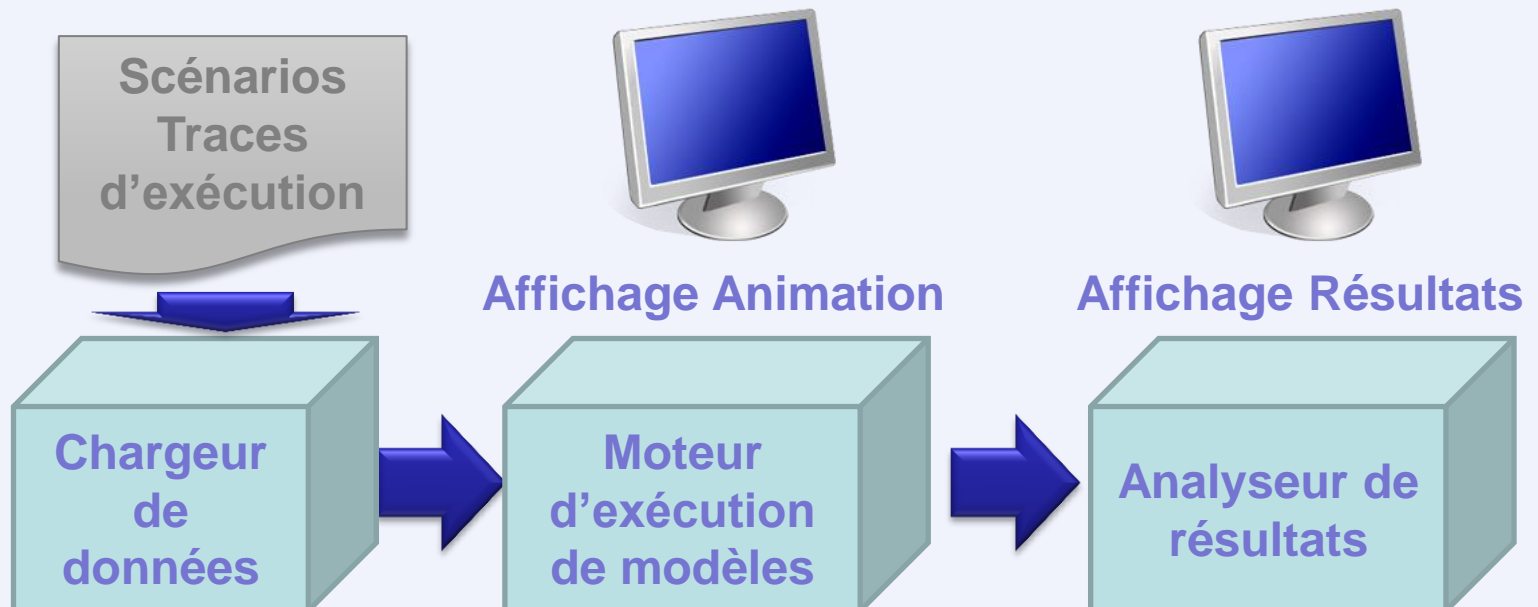 Scénarios
Traces
d’exécution
Affichage Animation
Affichage Résultats
Chargeur
de
données
Moteur
d’exécution
de modèles
Analyseur de
résultats